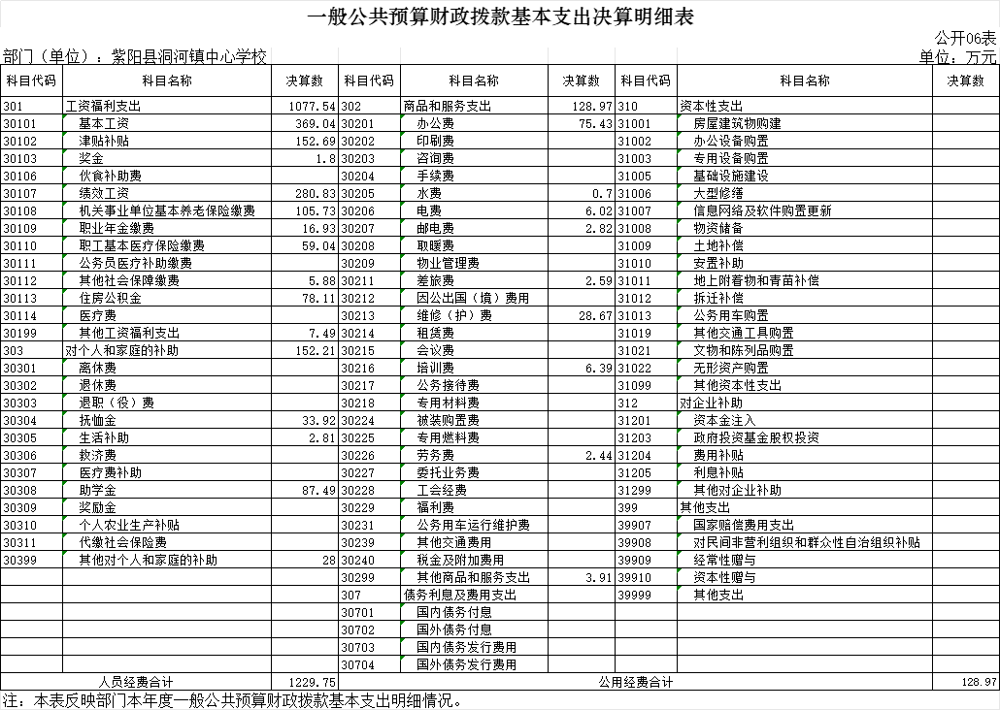 一般公共预算财政拨款基本支出决算明细表
公开06表
部门（单位）：紫阳县洞河镇中心学校 单位：万元
科目代码 科目名称 决算数 科目代码 科目名称 决算数 科目代码 科目名称 决算数
301 工资福利支出 1077.54 302 商品和服务支出 128.97 310 资本性支出
30101 基本工资 369.04 30201 办公费 75.43 31001 房屋建筑物购建
30102 津贴补贴 152.69 30202 印刷费 31002 办公设备购置
30103 奖金 1.8 30203 咨询费 31003 专用设备购置
30106 伙食补助费 30204 手续费 31005 基础设施建设
30107 绩效工资 280.83 30205 水费 0.7 31006 大型修缮
30108 机关事业单位基本养老保险缴费 105.73 30206 电费 6.02 31007 信息网络及软件购置更新
30109 职业年金缴费 16.93 30207 邮电费 2.82 31008 物资储备
30110 职工基本医疗保险缴费 59.04 30208 取暖费 31009 土地补偿
30111 公务员医疗补助缴费 30209 物业管理费 31010 安置补助
30112 其他社会保障缴费 5.88 30211 差旅费 2.59 31011 地上附着物和青苗补偿
30113 住房公积金 78.11 30212 因公出国（境）费用 31012 拆迁补偿
30114 医疗费 30213 维修（护）费 28.67 31013 公务用车购置
30199 其他工资福利支出 7.49 30214 租赁费 31019 其他交通工具购置
303 对个人和家庭的补助 152.21 30215 会议费 31021 文物和陈列品购置
30301 离休费 30216 培训费 6.39 31022 无形资产购置
30302 退休费 30217 公务接待费 31099 其他资本性支出
30303 退职（役）费 30218 专用材料费 312 对企业补助
30304 抚恤金 33.92 30224 被装购置费 31201 资本金注入
30305 生活补助 2.81 30225 专用燃料费 31203 政府投资基金股权投资
30306 救济费 30226 劳务费 2.44 31204 费用补贴
30307 医疗费补助 30227 委托业务费 31205 利息补贴
30308 助学金 87.49 30228 工会经费 31299 其他对企业补助
30309 奖励金 30229 福利费 399 其他支出
30310 个人农业生产补贴 30231 公务用车运行维护费 39907 国家赔偿费用支出
30311 代缴社会保险费 30239 其他交通费用 39908 对民间非营利组织和群众性自治组织补贴
30399 其他对个人和家庭的补助 28 30240 税金及附加费用 39909 经常性赠与
30299 其他商品和服务支出 3.91 39910 资本性赠与
307 债务利息及费用支出 39999 其他支出
30701 国内债务付息
30702 国外债务付息
30703 国内债务发行费用
30704 国外债务发行费用
人员经费合计 1229.75 公用经费合计 128.97
注：本表反映部门本年度一般公共预算财政拨款基本支出明细情况。